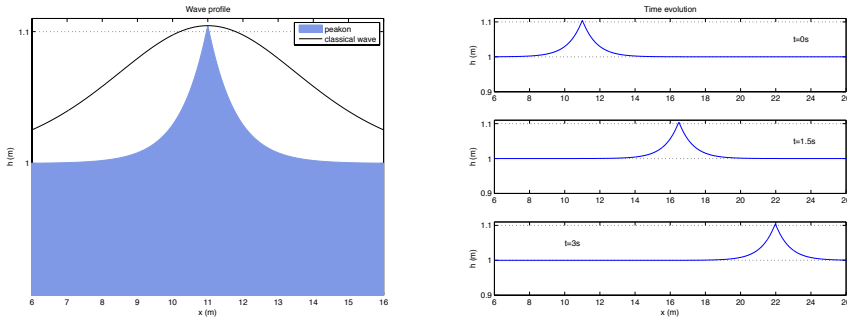 Wave profile
1.1
1
h (m)
peakon
classical wave
6 7 8 9 10 11 12 13 14 15 16
x (m)
Time evolution
1.1
1
0.9
h (m)
t=0s
6 8 10 12 14 16 18 20 22 24 26
1.1
1
0.9
h (m)
t=1.5s
6 8 10 12 14 16 18 20 22 24 26
1.1
1
0.9
h (m)
t=3s
6 8 10 12 14 16 18 20 22 24 26
x (m)